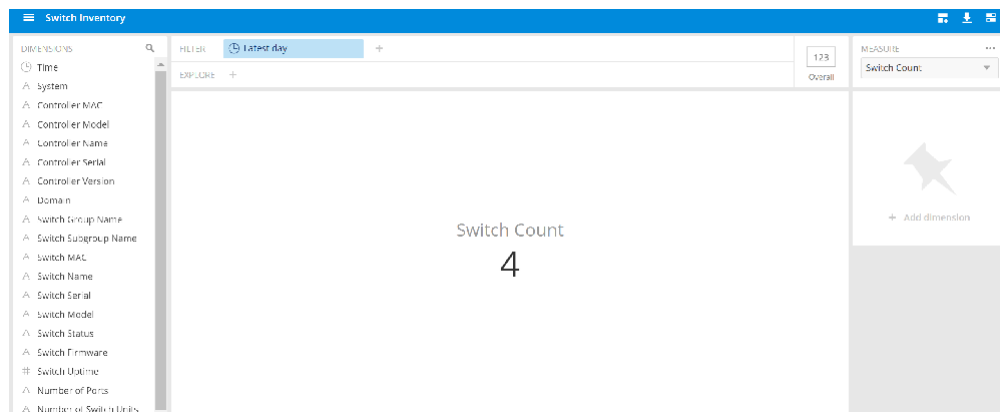 Switch Inventory
DIMENSIONS
Time
System
Controller MAC
Controller Model
Controller Name
Controller Serial
Controller Version
Domain
Switch Group Name
Switch Subgroup Name
Switch MAC
Switch Name
Switch Serial
Switch Model
Switch Status
Switch Firmware
# Switch Uptime
Number of Ports
Number of Switch Units
FILTER Latest day +
EXPLORE +
123
Overall
Switch Count
4
MEASURE ...
Switch Count
+ Add dimension